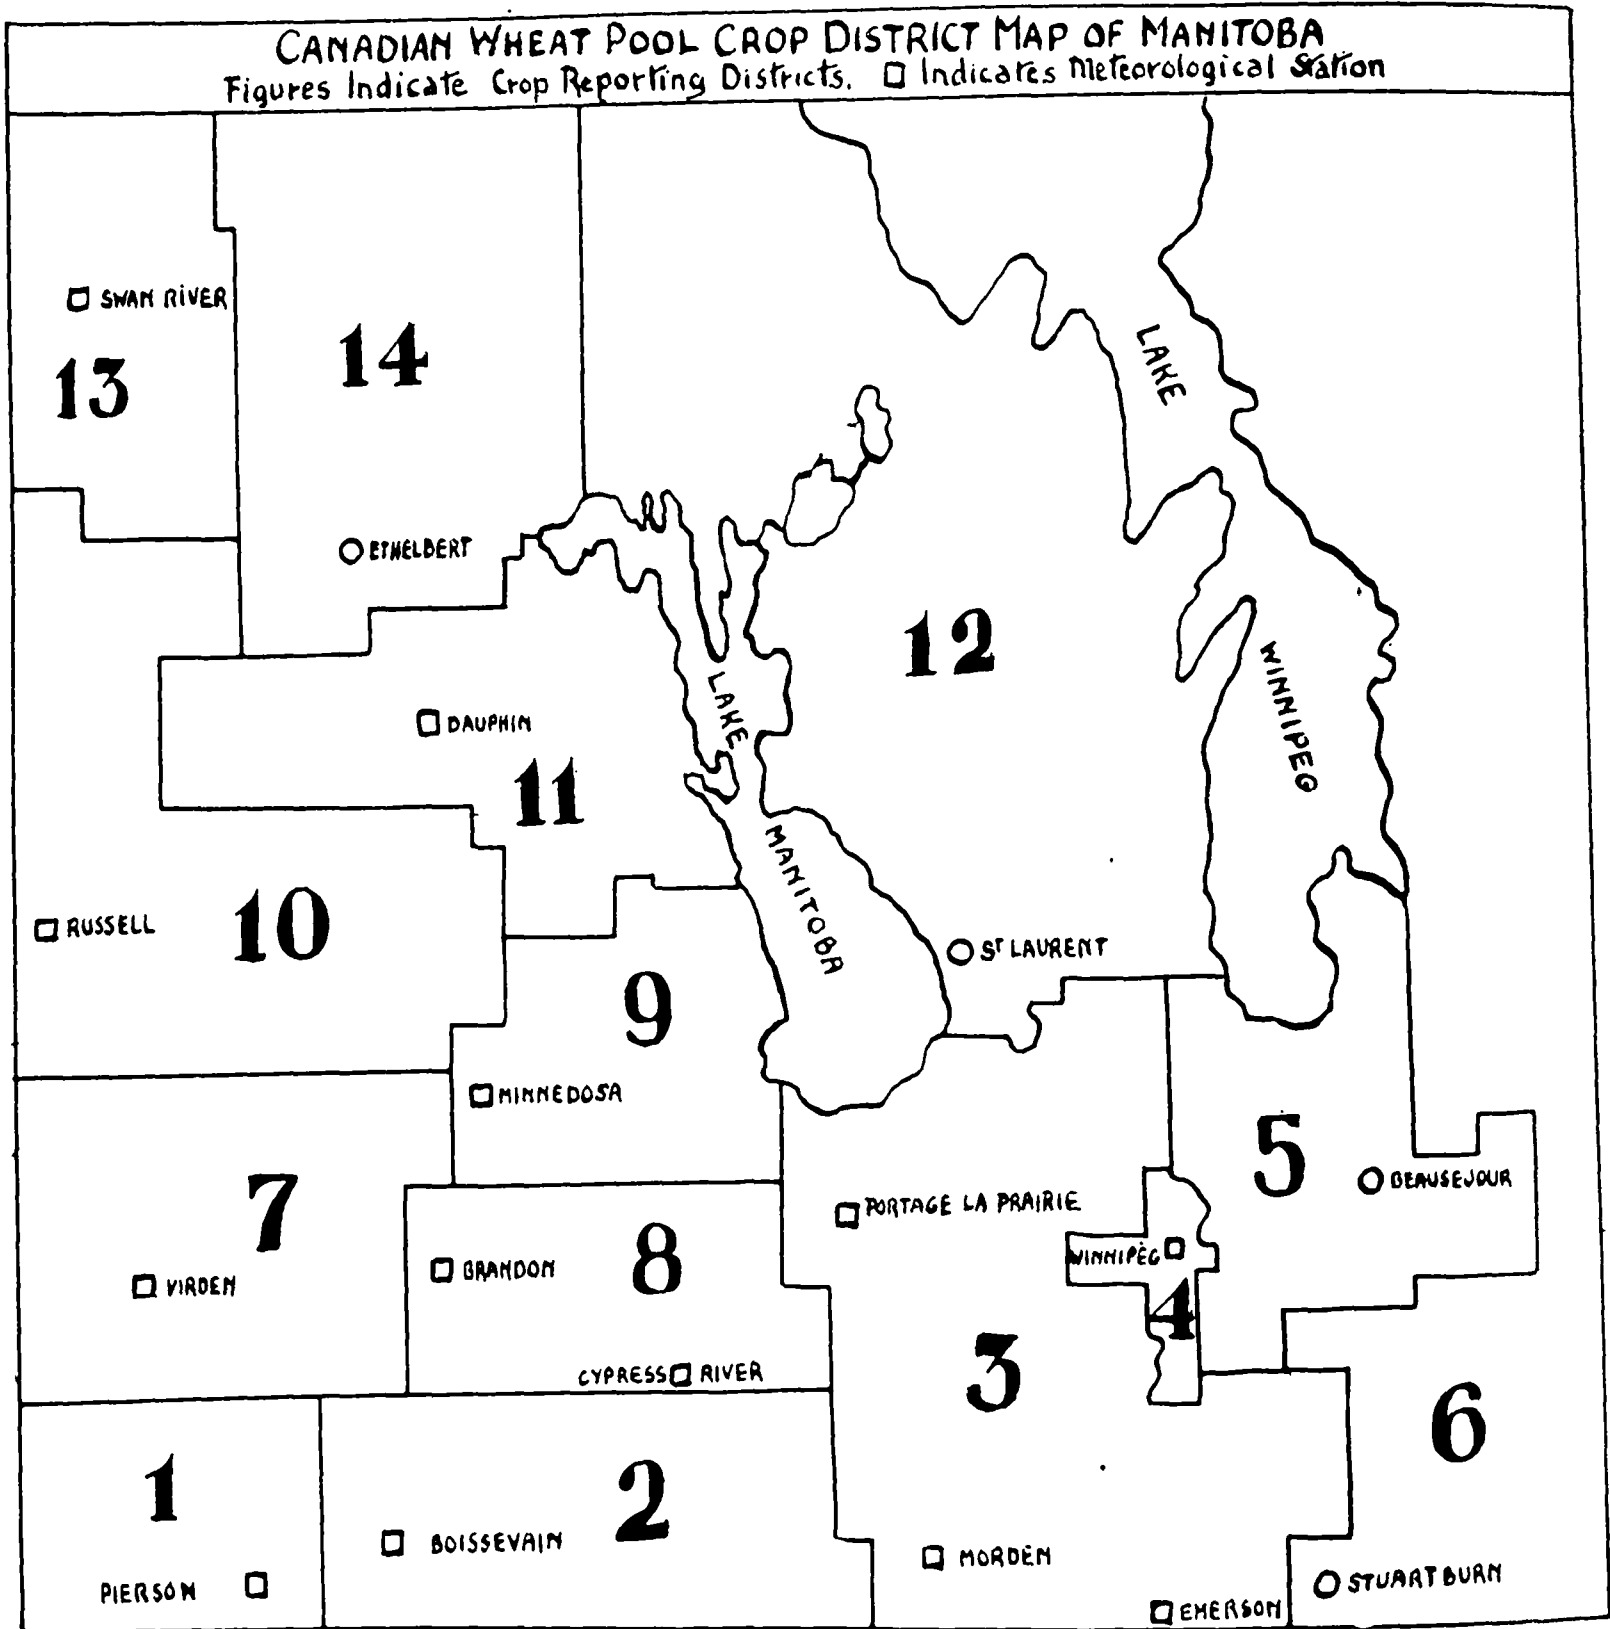 CANADIAN WHEAT POOL CROP DISTRICT MAP OF MANITOBA
Figures Indicate Crop Reporting Districts. □ Indicates Meteorological Station
SWAN RIVER
13
14
ETHELBERT
LAKE
WINNIPEG
12
DAUPHIN
11
LAKE
MANITOBA
RUSSELL
10
ST LAURENT
9
MINNEDOSA
5
BEAUSEJOUR
7
VIRDEN
BRANDON
8
CYPRESS RIVER
PORTAGE LA PRAIRIE
WINNIPEG
4
3
6
1
PIERSON
2
BOISSEVAIN
MORDEN
EMERSON
STUARTBURN